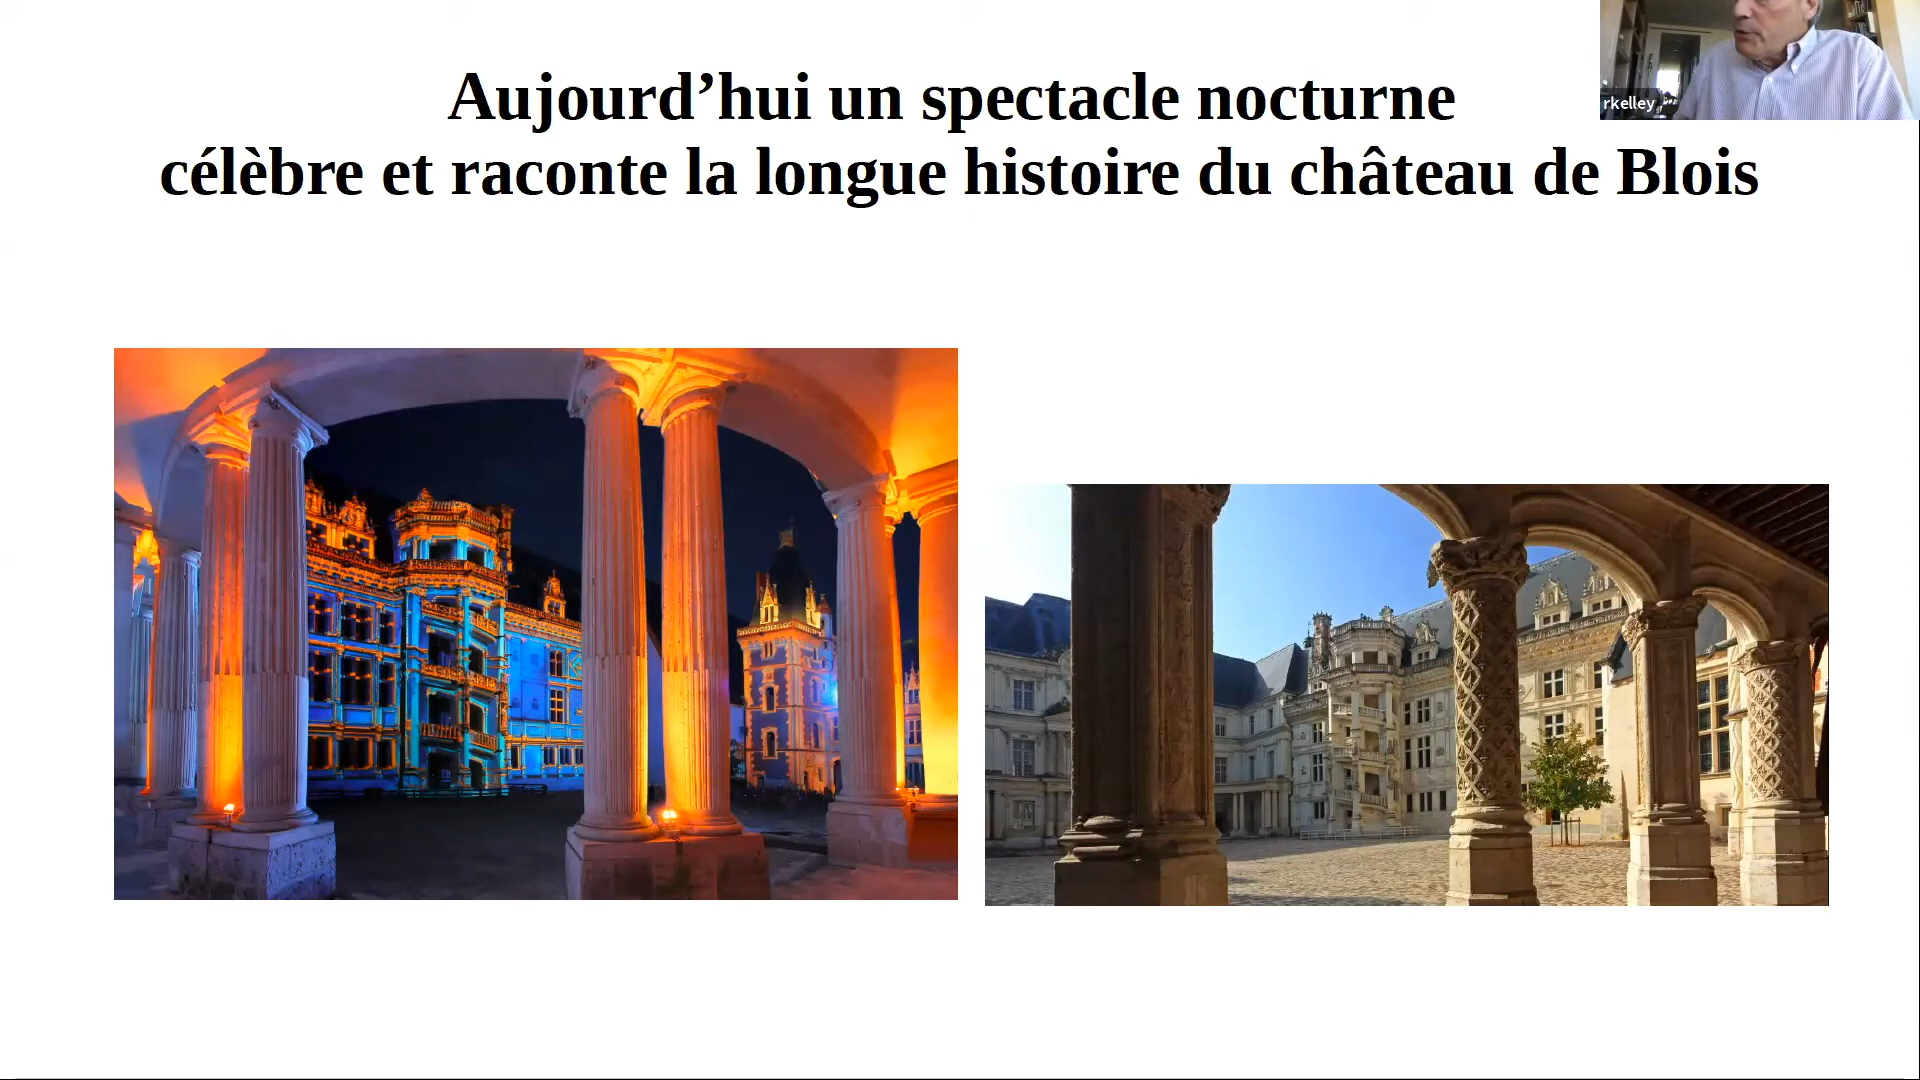 Aujourd’hui un spectacle nocturne
célèbre et raconte la longue histoire du château de Blois
rkelley